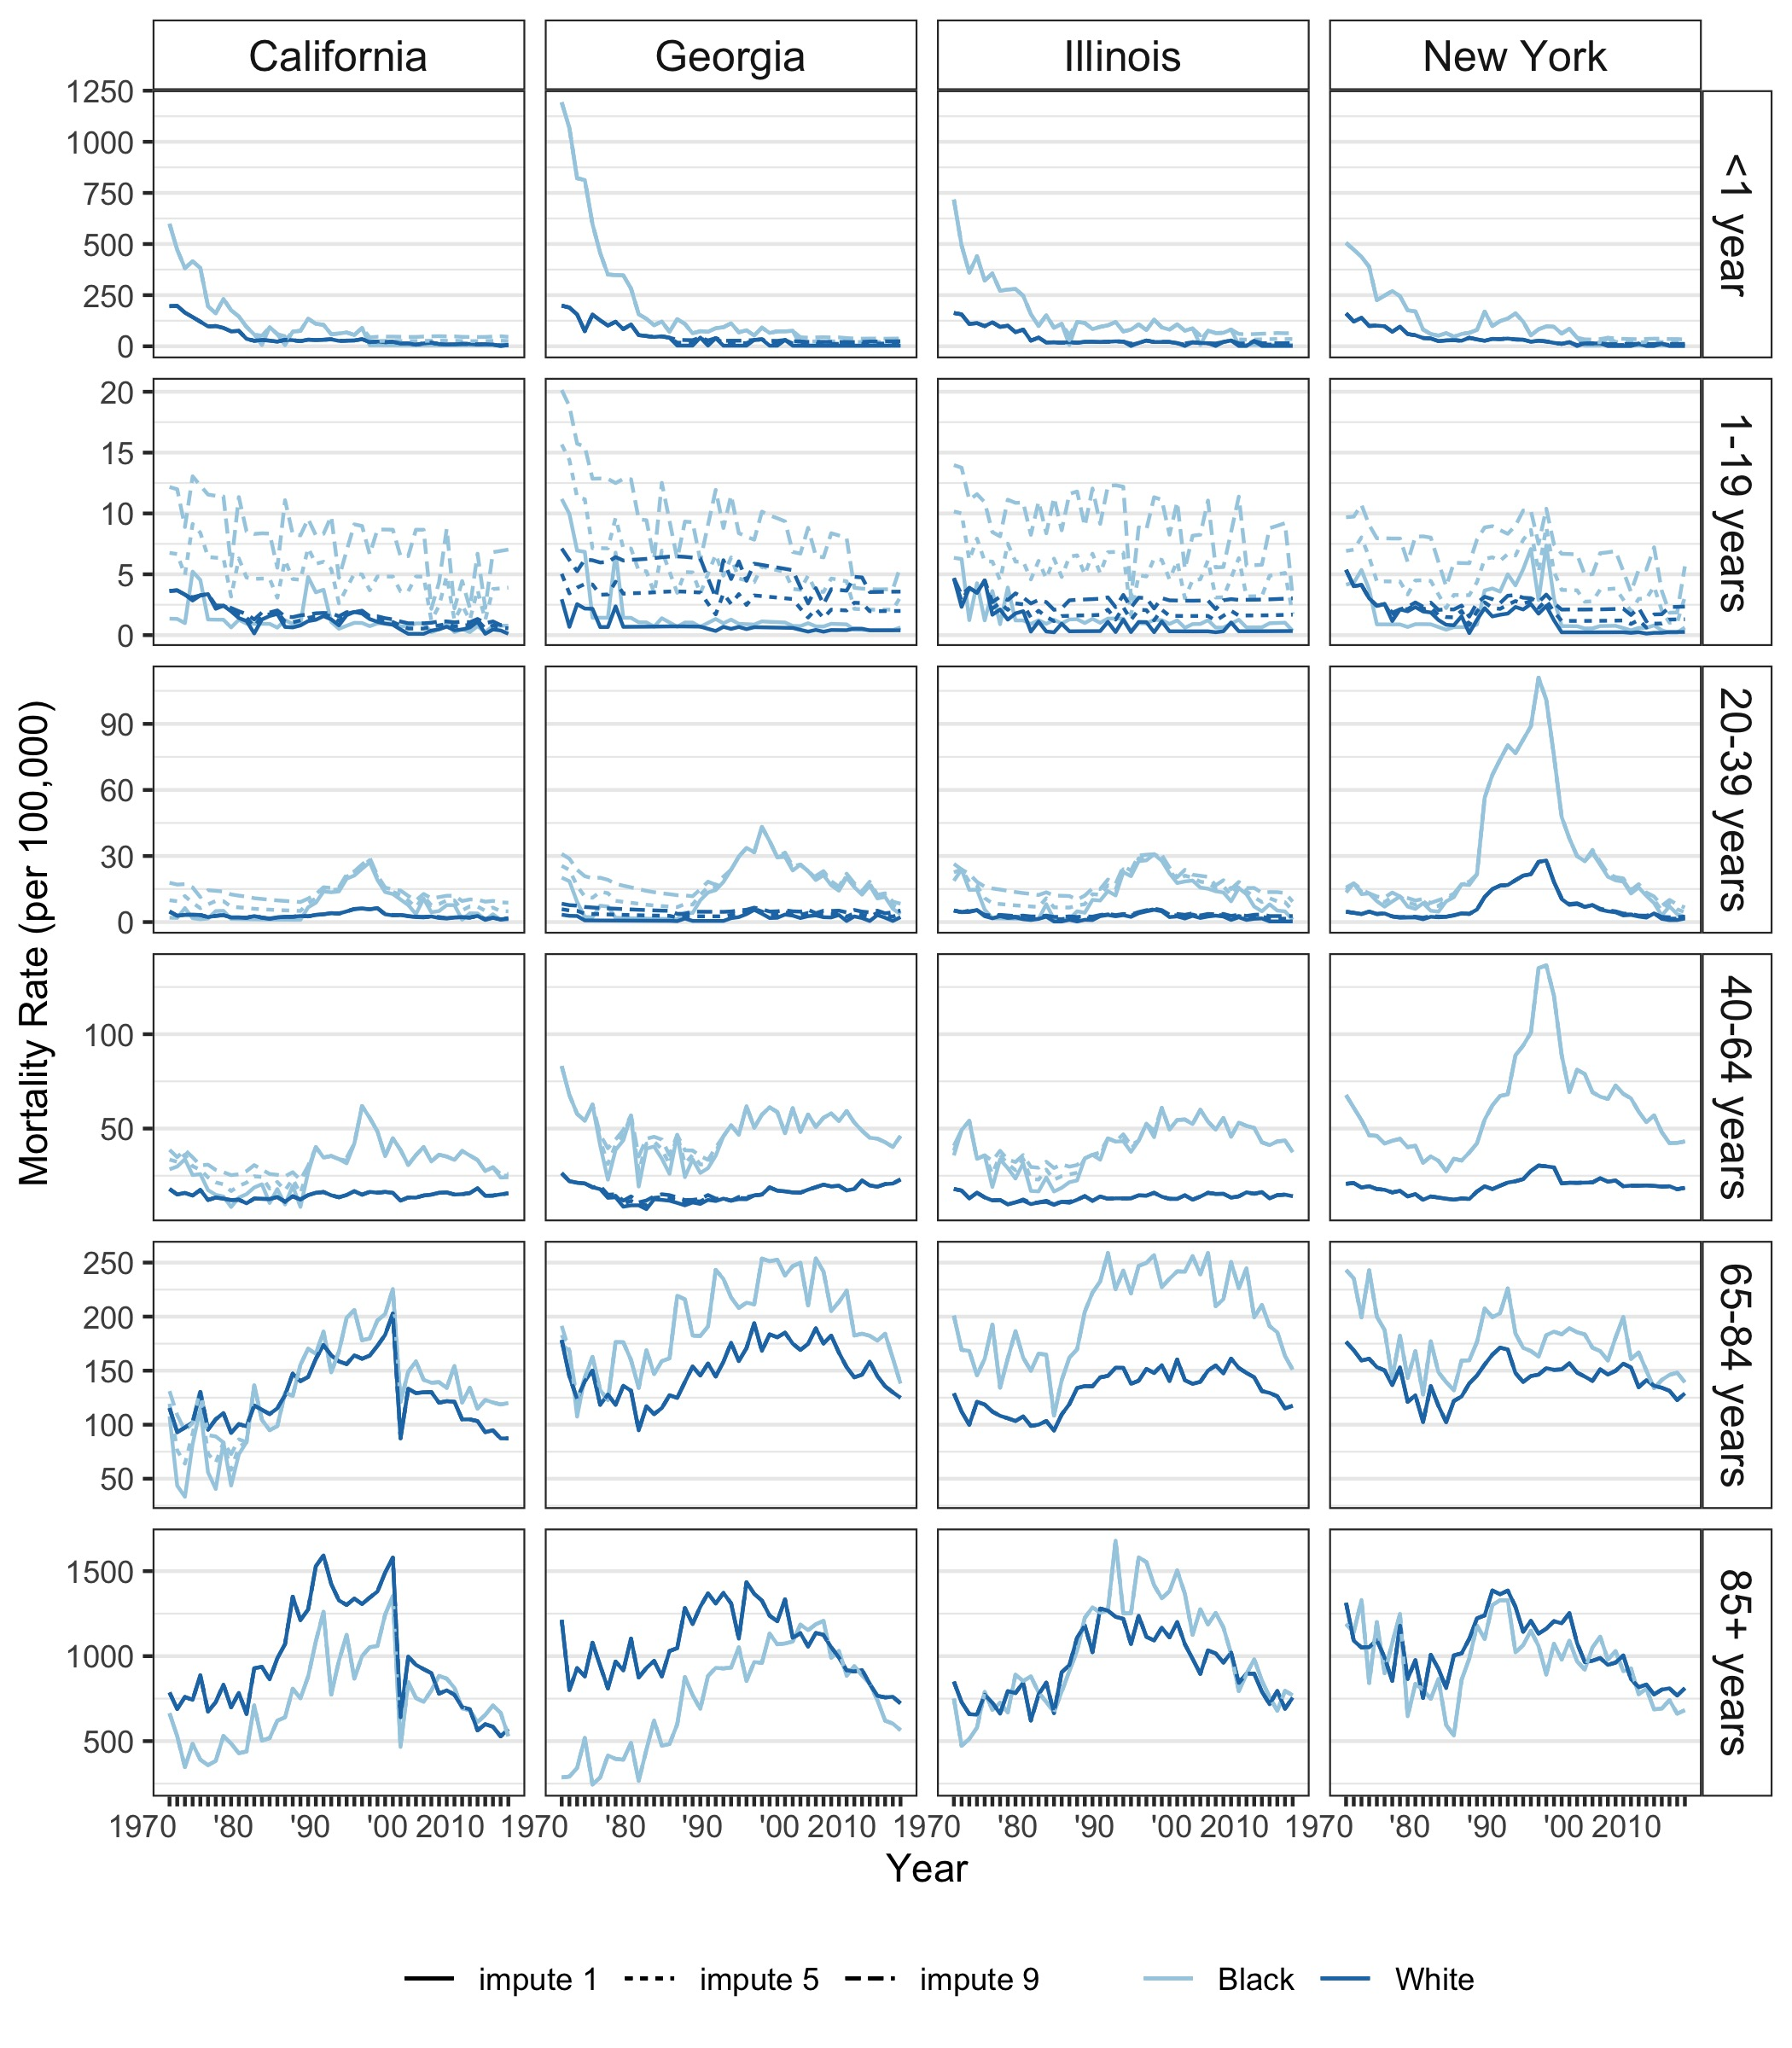 California Georgia Illinois New York
1250
1000
750
500
250
0
<1 year
20
15
10
5
0
1-19 years
90
60
30
0
20-39 years
100
50
40-64 years
250
200
150
100
50
65-84 years
1500
1000
500
85+ years
Mortality Rate (per 100,000)
1970 '80 '90 '00 2010 1970 '80 '90 '00 2010 1970 '80 '90 '00 2010 1970 '80 '90 '00 2010
Year
impute 1 impute 5 impute 9 Black White